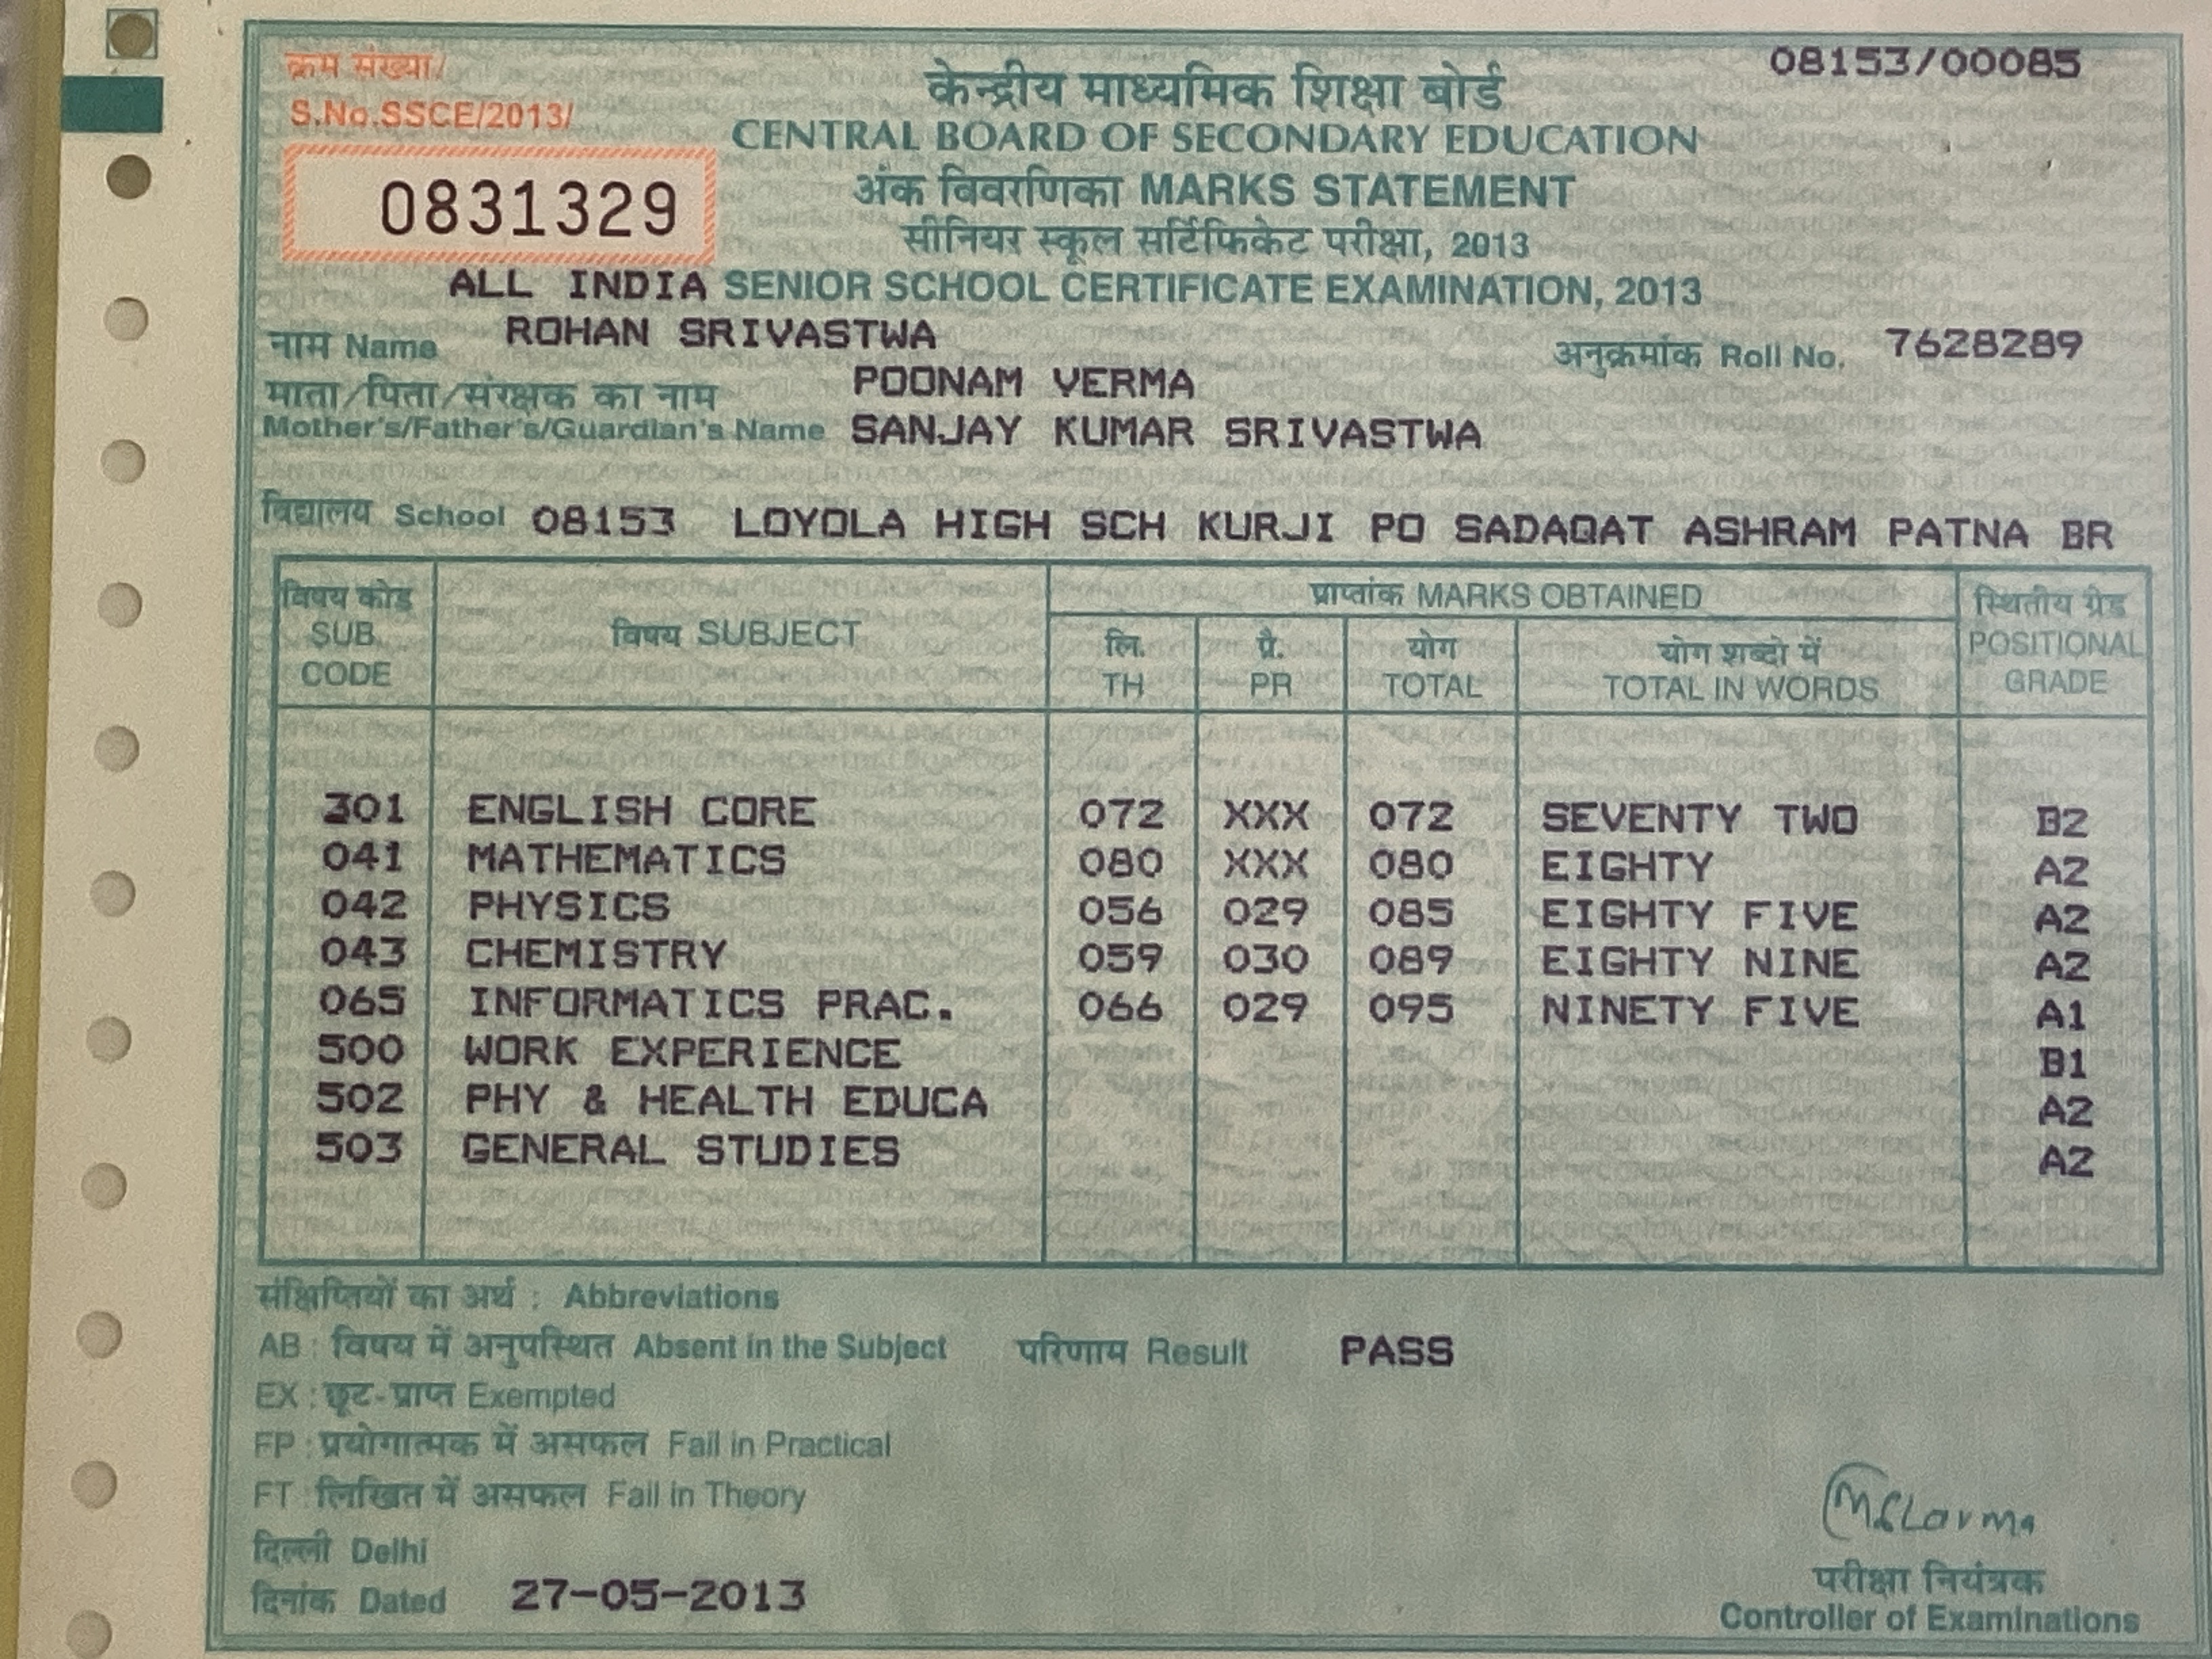 08153/00085
क्रम संख्या/
S.No.SSCE/2013/
0831329
केन्द्रीय माध्यमिक शिक्षा बोर्ड
CENTRAL BOARD OF SECONDARY EDUCATION
अंक विवरणिका MARKS STATEMENT
सीनियर स्कूल सर्टिफिकेट परीक्षा, 2013
ALL INDIA SENIOR SCHOOL CERTIFICATE EXAMINATION, 2013
नाम Name ROHAN SRIVASTWA अनुक्रमांक Roll No. 7628289
माता/पिता/संरक्षक का नाम POONAM VERMA
Mother's/Father's/Guardian's Name SANJAY KUMAR SRIVASTWA
विद्यालय School 08153 LOYOLA HIGH SCH KURJI PO SADAQAT ASHRAM PATNA BR
विषय कोड SUB CODE विषय SUBJECT प्राप्तांक MARKS OBTAINED स्थितीय ग्रेड POSITIONAL GRADE
लि. TH प्रै. PR योग TOTAL योग शब्दो में TOTAL IN WORDS
301 ENGLISH CORE 072 XXX 072 SEVENTY TWO B2
041 MATHEMATICS 080 XXX 080 EIGHTY A2
042 PHYSICS 056 029 085 EIGHTY FIVE A2
043 CHEMISTRY 059 030 089 EIGHTY NINE A2
065 INFORMATICS PRAC. 066 029 095 NINETY FIVE A1
500 WORK EXPERIENCE B1
502 PHY & HEALTH EDUCA A2
503 GENERAL STUDIES A2
संक्षिप्तियों का अर्थ : Abbreviations
AB : विषय में अनुपस्थित Absent in the Subject परिणाम Result PASS
EX : छूट-प्राप्त Exempted
FP : प्रयोगात्मक में असफल Fail in Practical
FT : लिखित में असफल Fail in Theory
दिल्ली Delhi
दिनांक Dated 27-05-2013
परीक्षा नियंत्रक
Controller of Examinations